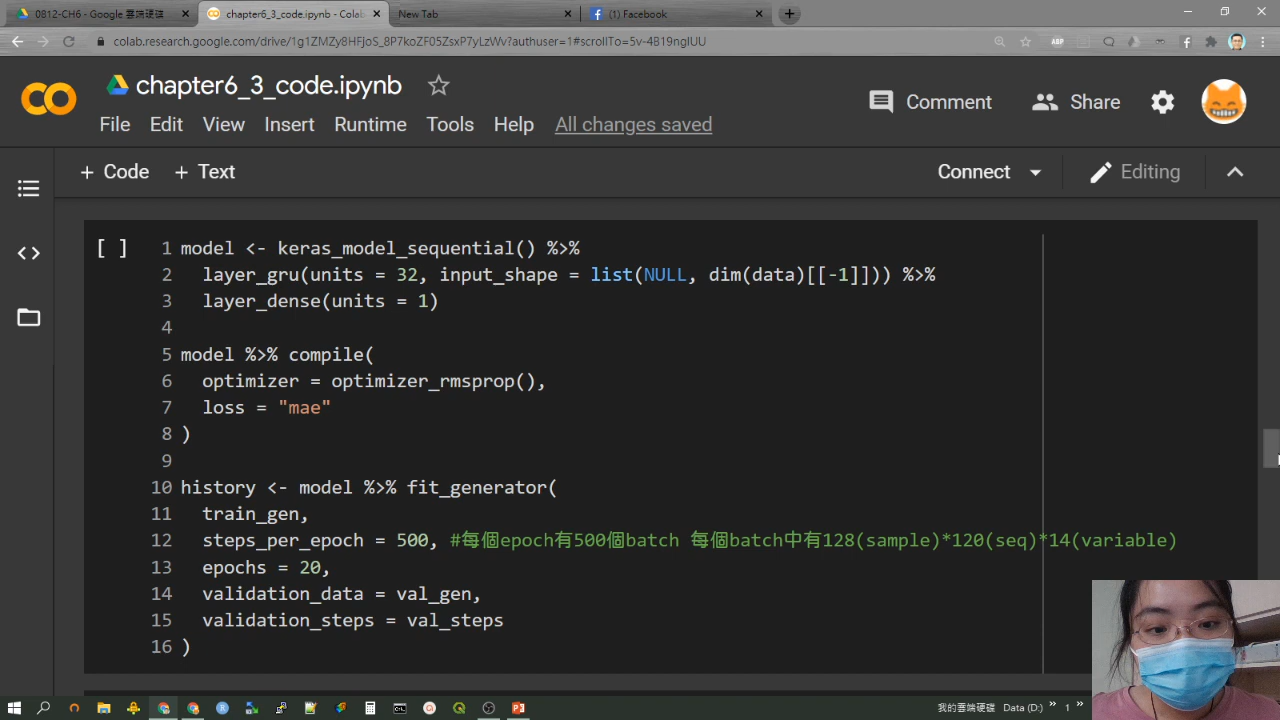 0812-CH6 - Google 雲端硬碟
chapter6_3_code.ipynb - Colab
New Tab
(1) Facebook
colab.research.google.com/drive/1g1ZMZy8HFjoS_8P7koZF05ZsxP7yLzWv?authuser=1#scrollTo=5v-4B19ngIUU
ABP
chapter6_3_code.ipynb
Comment
Share
File Edit View Insert Runtime Tools Help All changes saved
+ Code + Text
Connect
Editing
[ ]
1 model <- keras_model_sequential() %>%
2 layer_gru(units = 32, input_shape = list(NULL, dim(data)[[-1]])) %>%
3 layer_dense(units = 1)
4
5 model %>% compile(
6 optimizer = optimizer_rmsprop(),
7 loss = "mae"
8 )
9
10 history <- model %>% fit_generator(
11 train_gen,
12 steps_per_epoch = 500, #每個epoch有500個batch 每個batch中有128(sample)*120(seq)*14(variable)
13 epochs = 20,
14 validation_data = val_gen,
15 validation_steps = val_steps
16 )
我的雲端硬碟 Data (D:) » 1 »